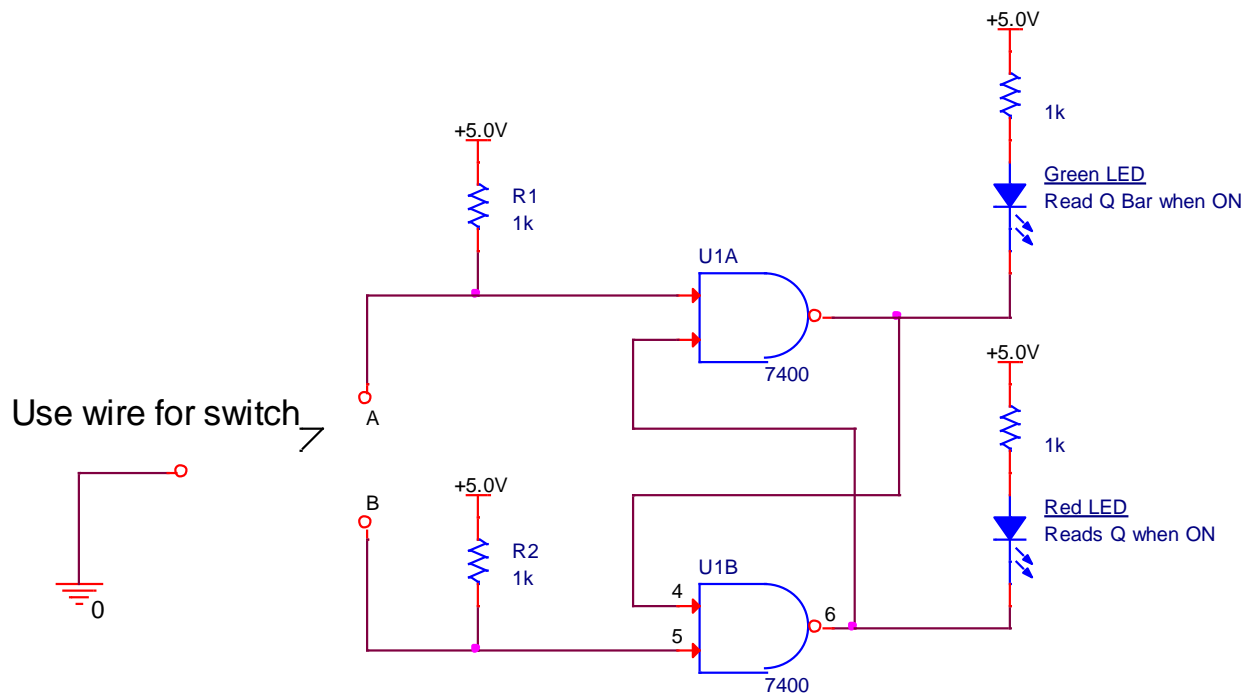 +5.0V
1k
Green LED
Read Q Bar when ON
+5.0V
R1
1k
U1A
7400
Use wire for switch
A
+5.0V
1k
Red LED
Reads Q when ON
B
+5.0V
R2
1k
0
U1B
4
5
6
7400